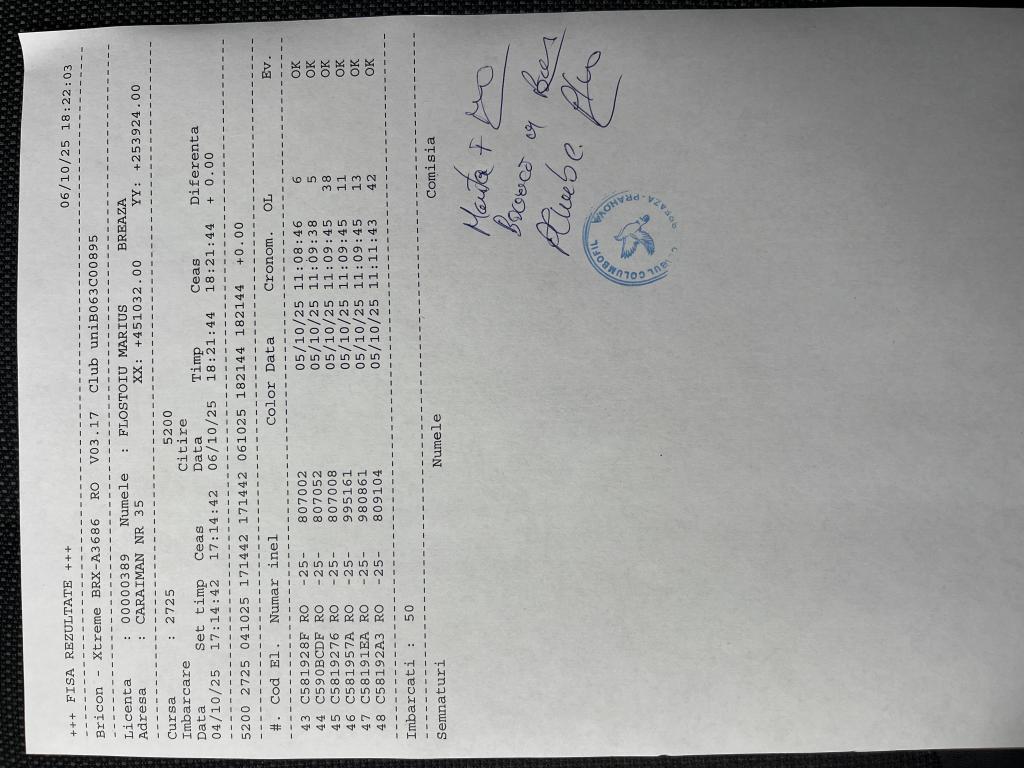 +++ FISA REZULTATE +++ 06/10/25 18:22:03
Bricon - Xtreme BRX-A3686 RO V03.17 Club uniB063C00895
Licenta : 00000389 Numele : FLOSTOIU MARIUS BREAZA
Adresa : CARAIMAN NR 35 XX: +451032.00 YY: +253924.00
Cursa : 2725 5200
Imbarcare Citire
Data Set timp Ceas Data Timp Ceas Diferenta
04/10/25 17:14:42 17:14:42 06/10/25 18:21:44 18:21:44 + 0.00
5200 2725 041025 171442 171442 061025 182144 182144 +0.00
#. Cod El. Numar inel Color Data Cronom. OL Ev.
43 C581928F RO -25- 807002 05/10/25 11:08:46 6 OK
44 C590BCDF RO -25- 807052 05/10/25 11:09:38 5 OK
45 C5819276 RO -25- 807008 05/10/25 11:09:45 38 OK
46 C581957A RO -25- 995161 05/10/25 11:09:45 11 OK
47 C58191EA RO -25- 980861 05/10/25 11:09:45 13 OK
48 C58192A3 RO -25- 809104 05/10/25 11:11:43 42 OK
Imbarcati : 50
Semnaturi Numele Comisia
COLUMBOFIL
BREAZA-PRAHOVA